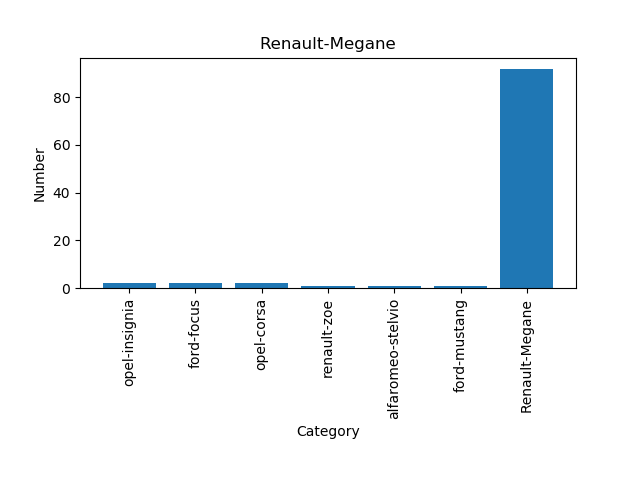 Renault-Megane
Number
80
60
40
20
0
opel-insignia
ford-focus
opel-corsa
renault-zoe
alfaromeo-stelvio
ford-mustang
Renault-Megane
Category